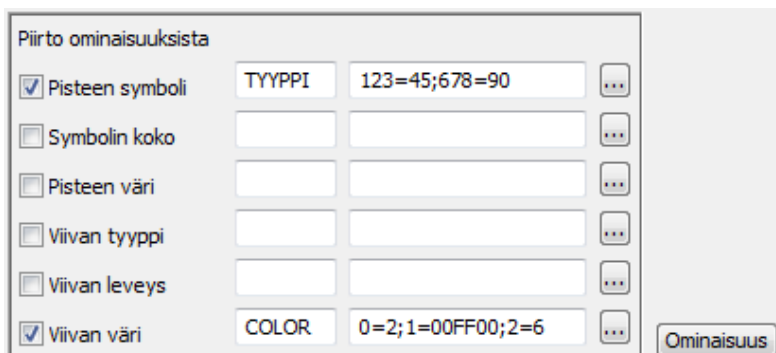 Piirto ominaisuuksista
Pisteen symboli TYYPPI 123=45;678=90 ...
Symbolin koko ...
Pisteen väri ...
Viivan tyyppi ...
Viivan leveys ...
Viivan väri COLOR 0=2;1=00FF00;2=6 ...
Ominaisuus